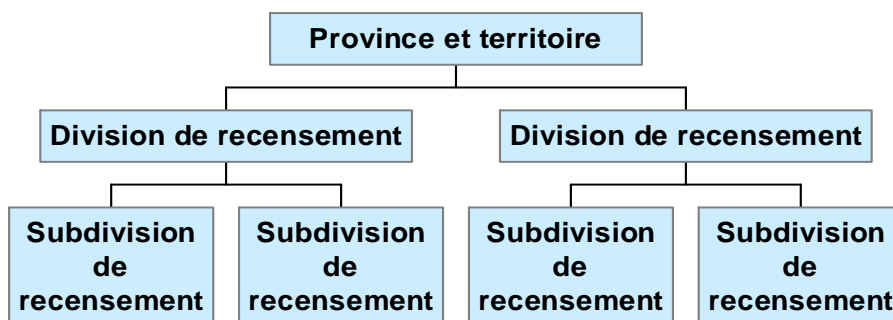 Province et territoire
Division de recensement
Division de recensement
Subdivision
de
recensement
Subdivision
de
recensement
Subdivision
de
recensement
Subdivision
de
recensement